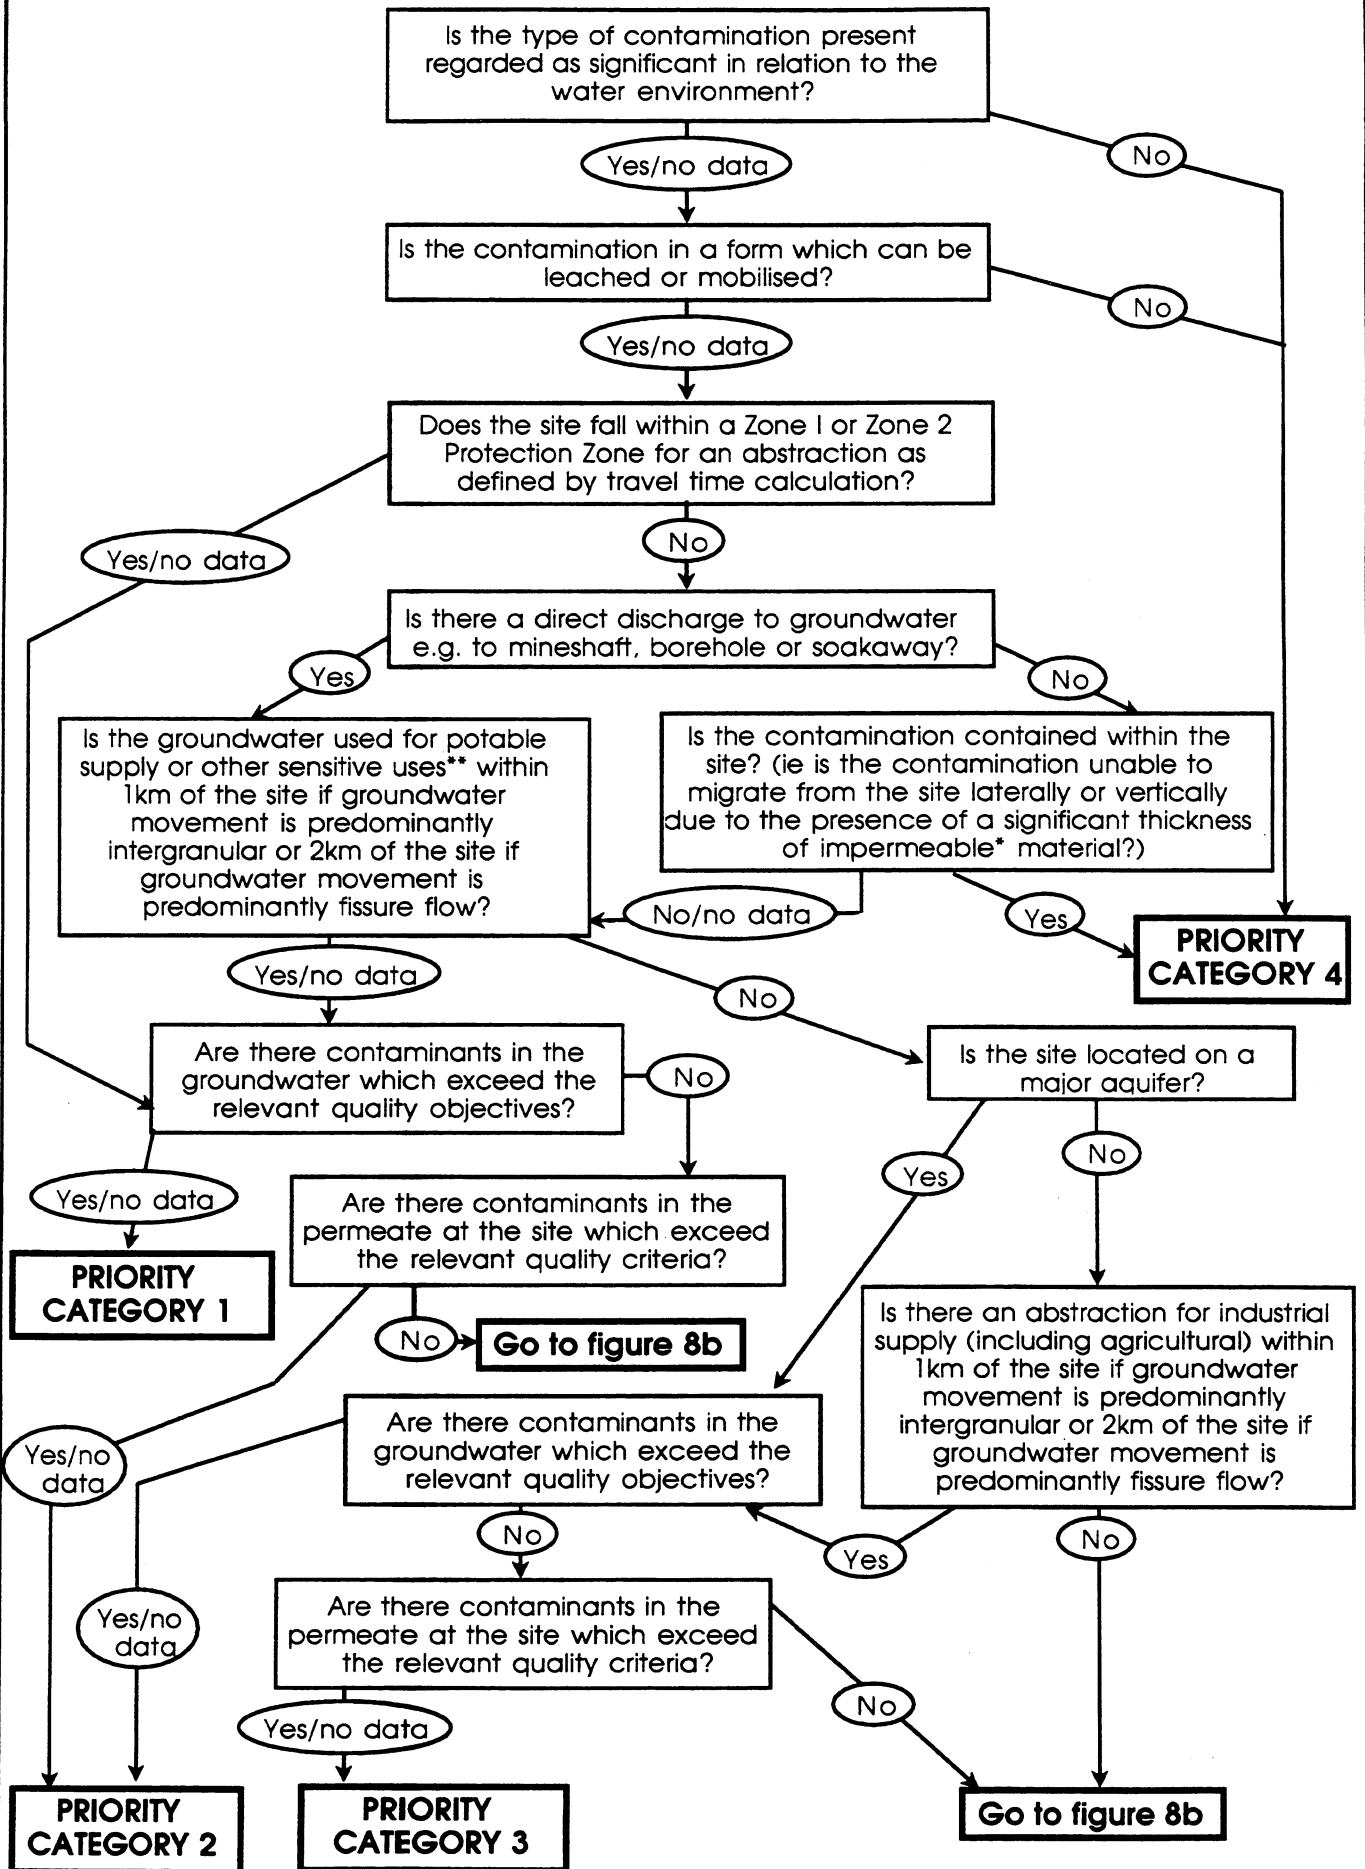 Is the type of contamination present
regarded as significant in relation to the
water environment?
No
Yes/no data
Is the contamination in a form which can be
leached or mobilised?
No
Yes/no data
Does the site fall within a Zone 1 or Zone 2
Protection Zone for an abstraction as
defined by travel time calculation?
Yes/no data
No
Is there a direct discharge to groundwater
e.g. to mineshaft, borehole or soakaway?
Yes
No
Is the groundwater used for potable
supply or other sensitive uses** within
1km of the site if groundwater
movement is predominantly
intergranular or 2km of the site if
groundwater movement is
predominantly fissure flow?
Is the contamination contained within the
site? (ie is the contamination unable to
migrate from the site laterally or vertically
due to the presence of a significant thickness
of impermeable* material?)
No/no data
Yes
PRIORITY
CATEGORY 4
Yes/no data
No
Are there contaminants in the
groundwater which exceed the
relevant quality objectives?
No
Is the site located on a
major aquifer?
Yes
No
Yes/no data
PRIORITY
CATEGORY 1
Are there contaminants in the
permeate at the site which exceed
the relevant quality criteria?
No
Go to figure 8b
Is there an abstraction for industrial
supply (including agricultural) within
1km of the site if groundwater
movement is predominantly
intergranular or 2km of the site if
groundwater movement is
predominantly fissure flow?
Yes/no
data
Are there contaminants in the
groundwater which exceed the
relevant quality objectives?
No
Yes
No
Yes/no
data
Are there contaminants in the
permeate at the site which exceed
the relevant quality criteria?
Yes/no data
No
PRIORITY
CATEGORY 2
PRIORITY
CATEGORY 3
Go to figure 8b